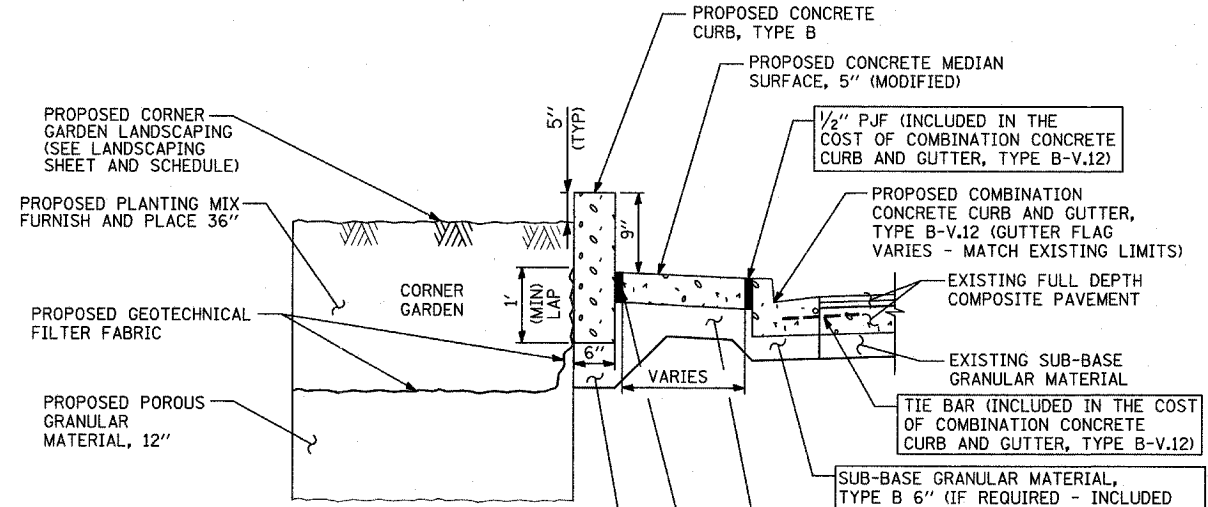 PROPOSED CONCRETE
CURB, TYPE B
PROPOSED CONCRETE MEDIAN
SURFACE, 5" (MODIFIED)
PROPOSED CORNER
GARDEN LANDSCAPING
(SEE LANDSCAPING
SHEET AND SCHEDULE)
5"
(TYP)
1/2" PJF (INCLUDED IN THE
COST OF COMBINATION CONCRETE
CURB AND GUTTER, TYPE B-V.12)
PROPOSED PLANTING MIX
FURNISH AND PLACE 36"
9"
PROPOSED COMBINATION
CONCRETE CURB AND GUTTER,
TYPE B-V.12 (GUTTER FLAG
VARIES - MATCH EXISTING LIMITS)
CORNER
GARDEN
1'
(MIN)
LAP
EXISTING FULL DEPTH
COMPOSITE PAVEMENT
PROPOSED GEOTECHNICAL
FILTER FABRIC
6"
VARIES
EXISTING SUB-BASE
GRANULAR MATERIAL
PROPOSED POROUS
GRANULAR
MATERIAL, 12"
TIE BAR (INCLUDED IN THE COST
OF COMBINATION CONCRETE
CURB AND GUTTER, TYPE B-V.12)
SUB-BASE GRANULAR MATERIAL,
TYPE B 6" (IF REQUIRED - INCLUDED